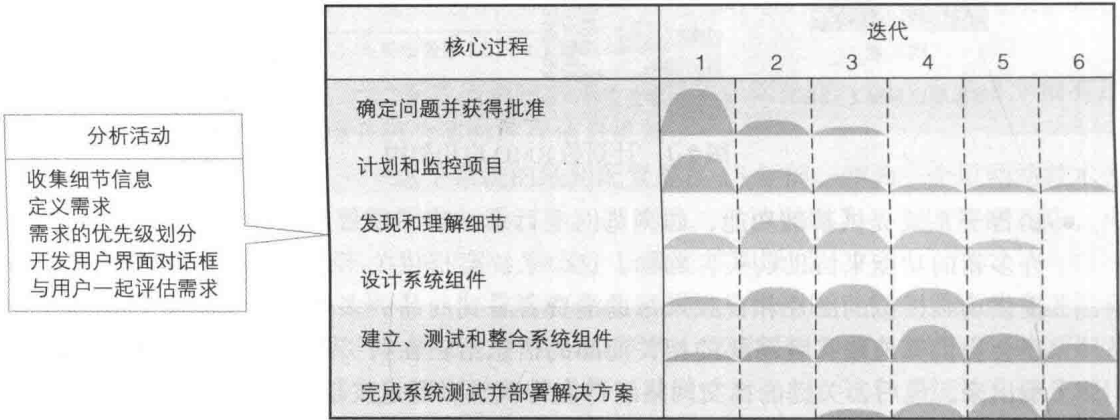 核心过程
迭代
1 2 3 4 5 6
确定问题并获得批准
计划和监控项目
发现和理解细节
设计系统组件
建立、测试和整合系统组件
完成系统测试并部署解决方案
分析活动
收集细节信息
定义需求
需求的优先级划分
开发用户界面对话框
与用户一起评估需求